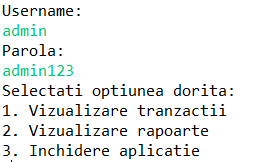 Username:
admin
Parola:
admin123
Selectati optiunea dorita:
1. Vizualizare tranzactii
2. Vizualizare rapoarte
3. Inchidere aplicatie